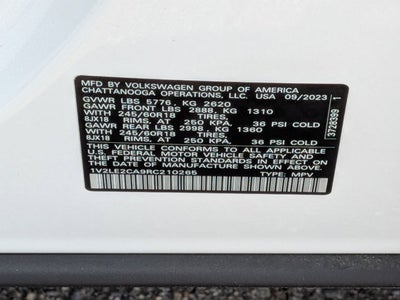 MFD BY VOLKSWAGEN GROUP OF AMERICA
CHATTANOOGA OPERATIONS, LLC. USA 09/2023
GVWR LBS 5776, KG 2620
GAWR FRONT LBS 2888, KG 1310
WITH 245/60R18 TIRES,
8JX18 RIMS, AT 250 KPA. 36 PSI COLD
GAWR REAR LBS 2998, KG 1360
WITH 245/60R18 TIRES,
8JX18 RIMS, AT 250 KPA. 36 PSI COLD
THIS VEHICLE CONFORMS TO ALL APPLICABLE
U.S. FEDERAL MOTOR VEHICLE SAFETY AND THEFT
PREVENTION STANDARDS IN EFFECT ON THE
DATE OF MANUFACTURE SHOWN ABOVE.
1V2LE2CA9RC210265 TYPE: MPV
3728399 1